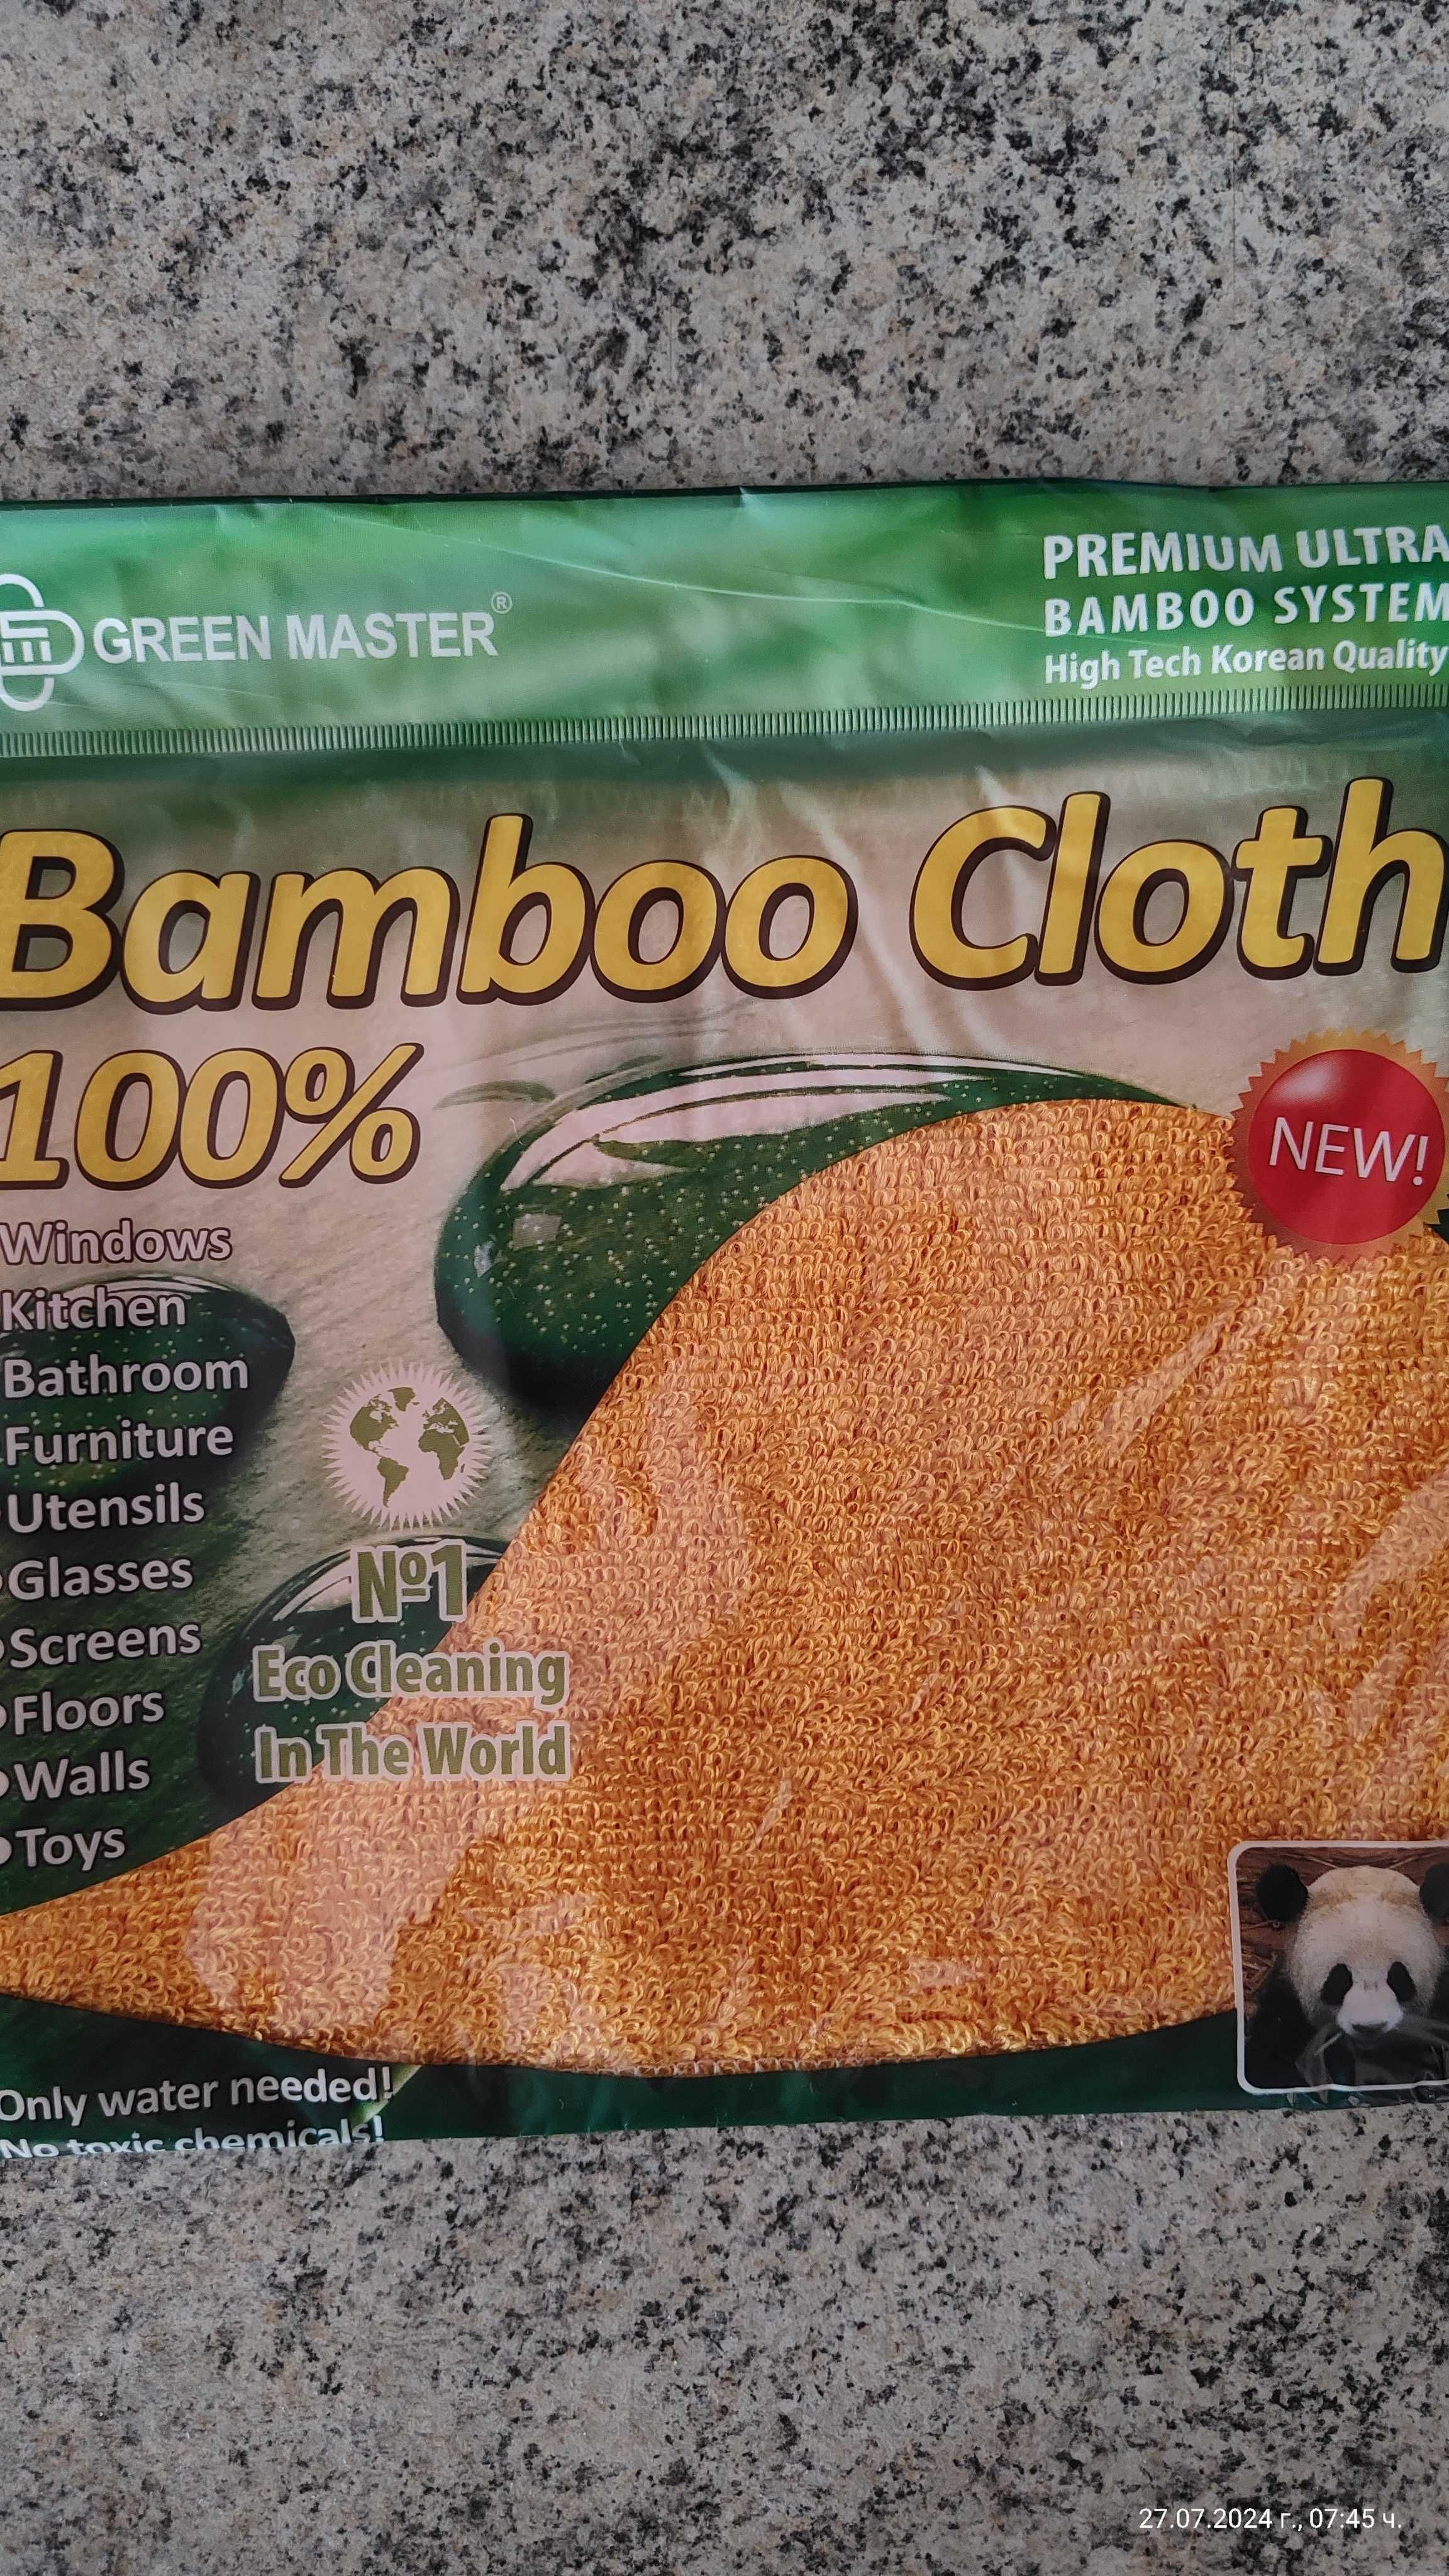 GREEN MASTER®
PREMIUM ULTRA
BAMBOO SYSTEM
High Tech Korean Quality
Bamboo Cloth
100%
NEW!
Windows
Kitchen
Bathroom
Furniture
•Utensils
•Glasses
•Screens
•Floors
•Walls
•Toys
Nº1
Eco Cleaning
In The World
Only water needed!
No toxic chemicals!
27.07.2024 г., 07:45 ч.